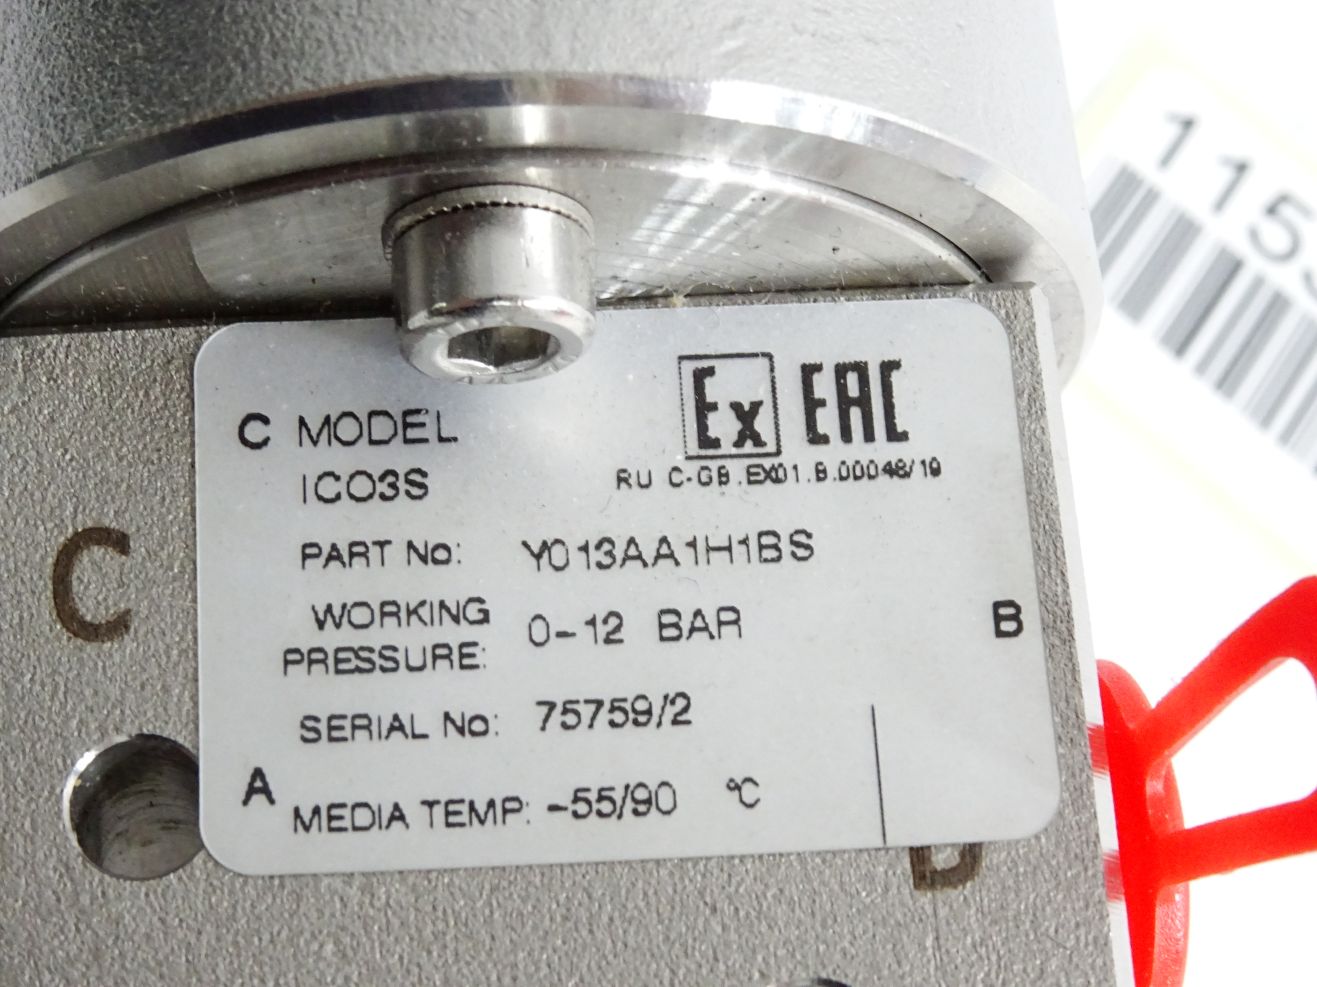 1153
Ex EAC
C MODEL
ICO3S
RU C-GB.EX01.B.00048/19
C
PART No: Y013AA1H1BS
WORKING
PRESSURE: 0-12 BAR
B
SERIAL No: 75759/2
A
MEDIA TEMP: -55/90 °C